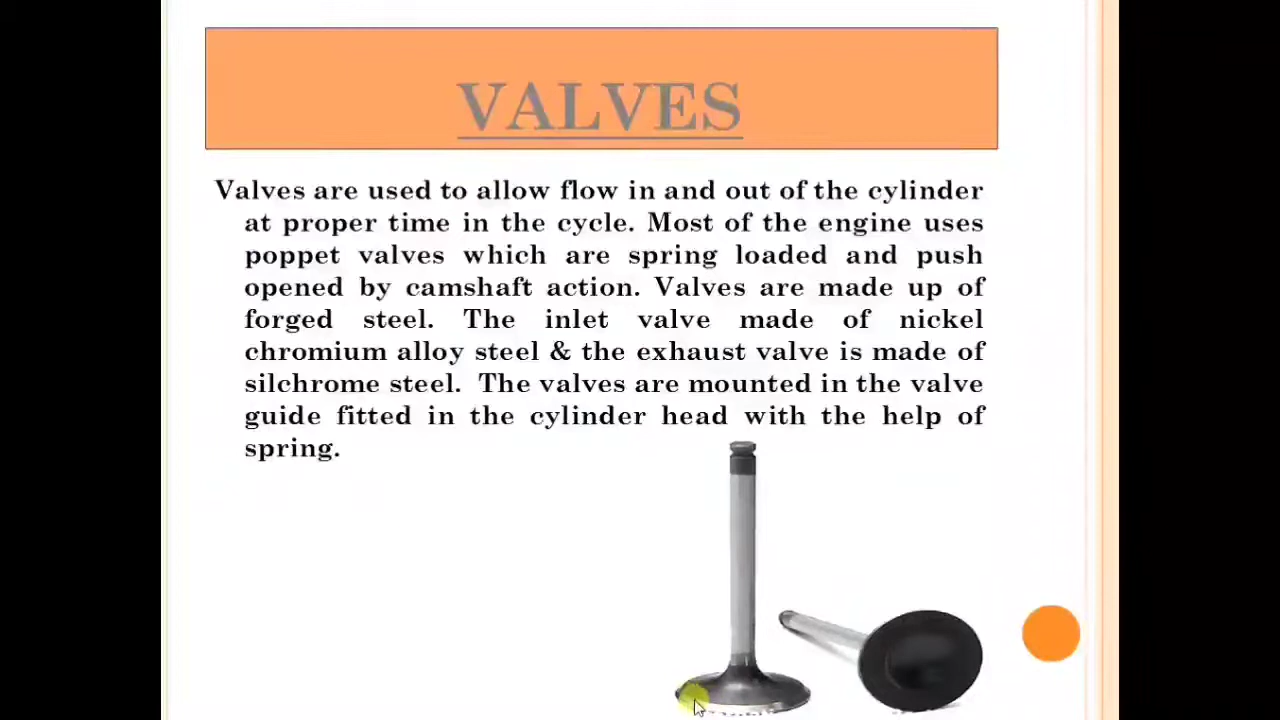 VALVES
Valves are used to allow flow in and out of the cylinder
at proper time in the cycle. Most of the engine uses
poppet valves which are spring loaded and push
opened by camshaft action. Valves are made up of
forged steel. The inlet valve made of nickel
chromium alloy steel & the exhaust valve is made of
silchrome steel. The valves are mounted in the valve
guide fitted in the cylinder head with the help of
spring.